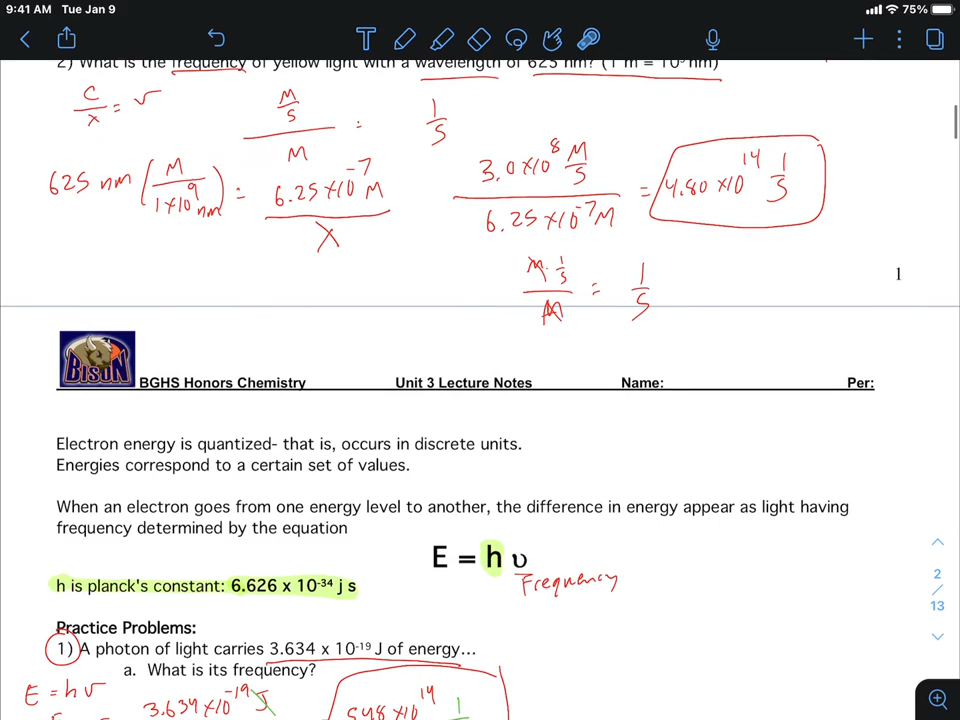 9:41 AM Tue Jan 9 75%
2) What is the frequency of yellow light with a wavelength of 625 nm? (1 m = 10⁹ nm)
C/x = ν
M/S / M = 1/S
625 nm (M / 1×10⁹ nm) = 6.25×10⁻⁷ M / X
3.0×10⁸ M/S / 6.25×10⁻⁷ M = 4.80×10¹⁴ 1/S
M · 1/S / M = 1/S
1
BISON
BGHS Honors Chemistry Unit 3 Lecture Notes Name: Per:
Electron energy is quantized- that is, occurs in discrete units.
Energies correspond to a certain set of values.
When an electron goes from one energy level to another, the difference in energy appear as light having
frequency determined by the equation
E = h υ
Frequency
h is planck's constant: 6.626 x 10⁻³⁴ j s
Practice Problems:
1) A photon of light carries 3.634 x 10⁻¹⁹ J of energy…
a. What is its frequency?
E = h ν
3.634×10⁻¹⁹ J
10¹⁴ 1
2
/
13